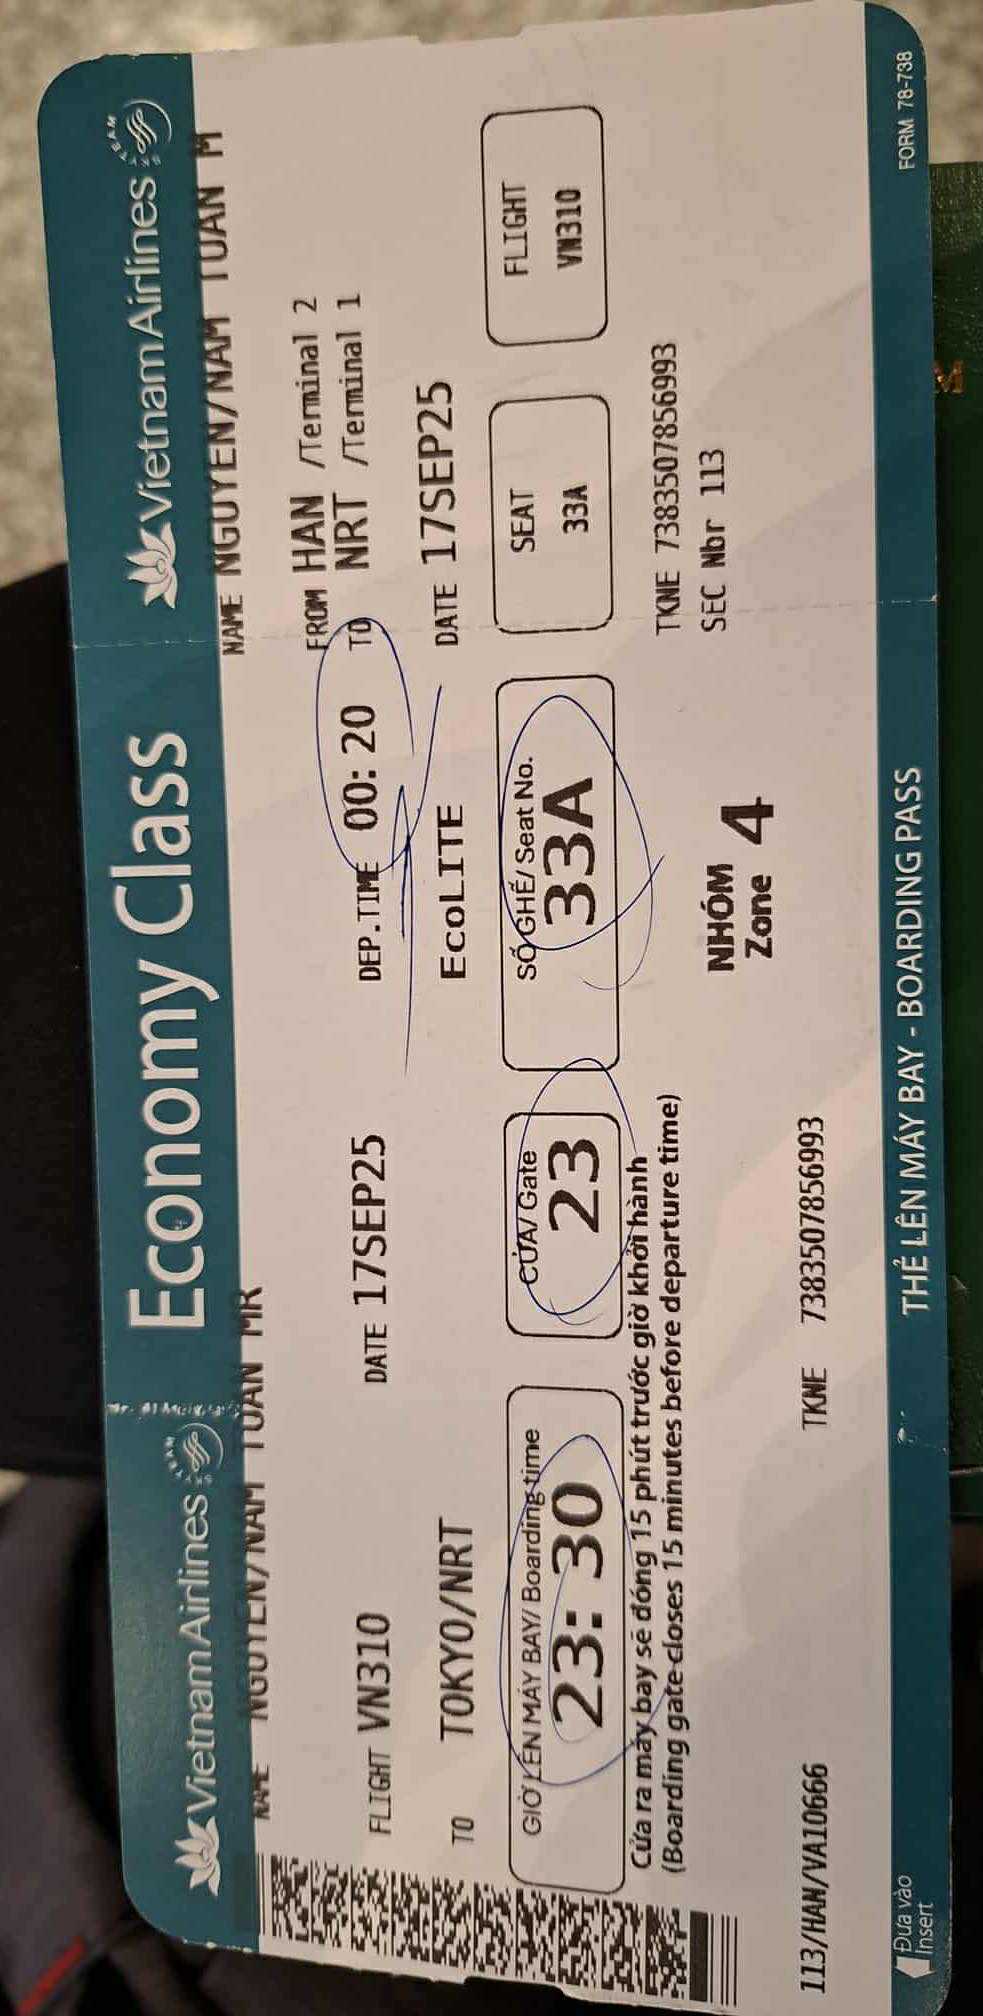 VietnamAirlines
SKYTEAM
Economy Class
NAME NGUYEN/NAM TUAN MR
FLIGHT VN310 DATE 17SEP25 DEP.TIME 00:20
TO TOKYO/NRT EcoLITE
GIỜ LÊN MÁY BAY/ Boarding time
23:30
CỬA/ Gate
23
SỐ GHẾ/ Seat No.
33A
Cửa ra máy bay sẽ đóng 15 phút trước giờ khởi hành
(Boarding gate closes 15 minutes before departure time)
NHÓM
Zone 4
113/HAN/VA10666 TKNE 7383507856993
Đưa vào
Insert
THẺ LÊN MÁY BAY - BOARDING PASS
VietnamAirlines
SKYTEAM
NAME NGUYEN/NAM TUAN M
FROM HAN /Terminal 2
TO NRT /Terminal 1
DATE 17SEP25
SEAT
33A
FLIGHT
VN310
TKNE 7383507856993
SEC Nbr 113
FORM 78-738
M